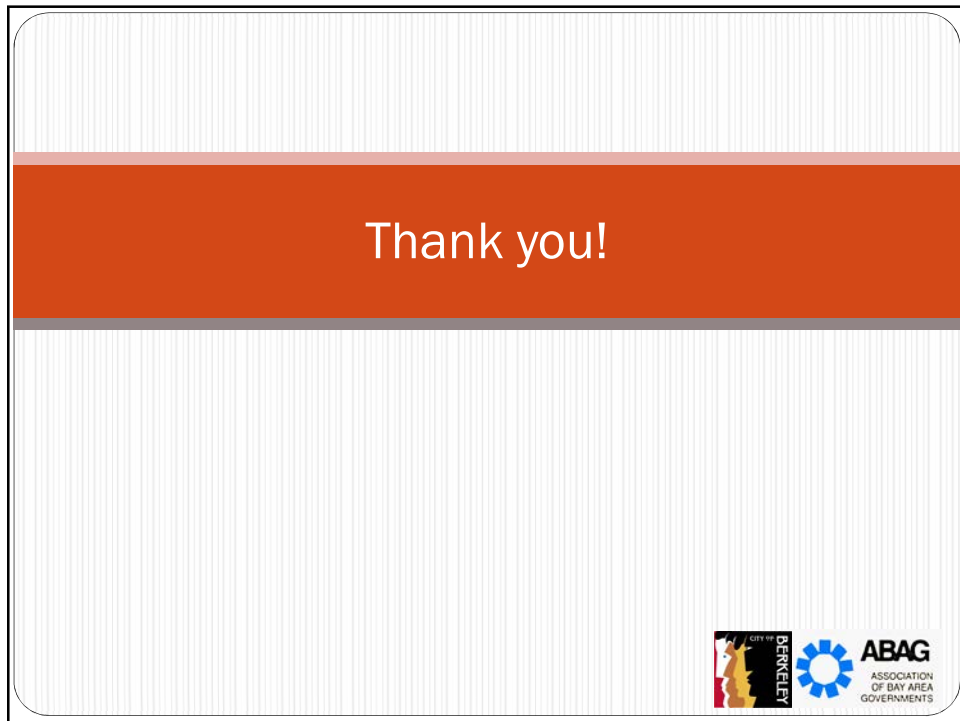 Thank you!
CITY OF
BERKELEY
ABAG
ASSOCIATION
OF BAY AREA
GOVERNMENTS